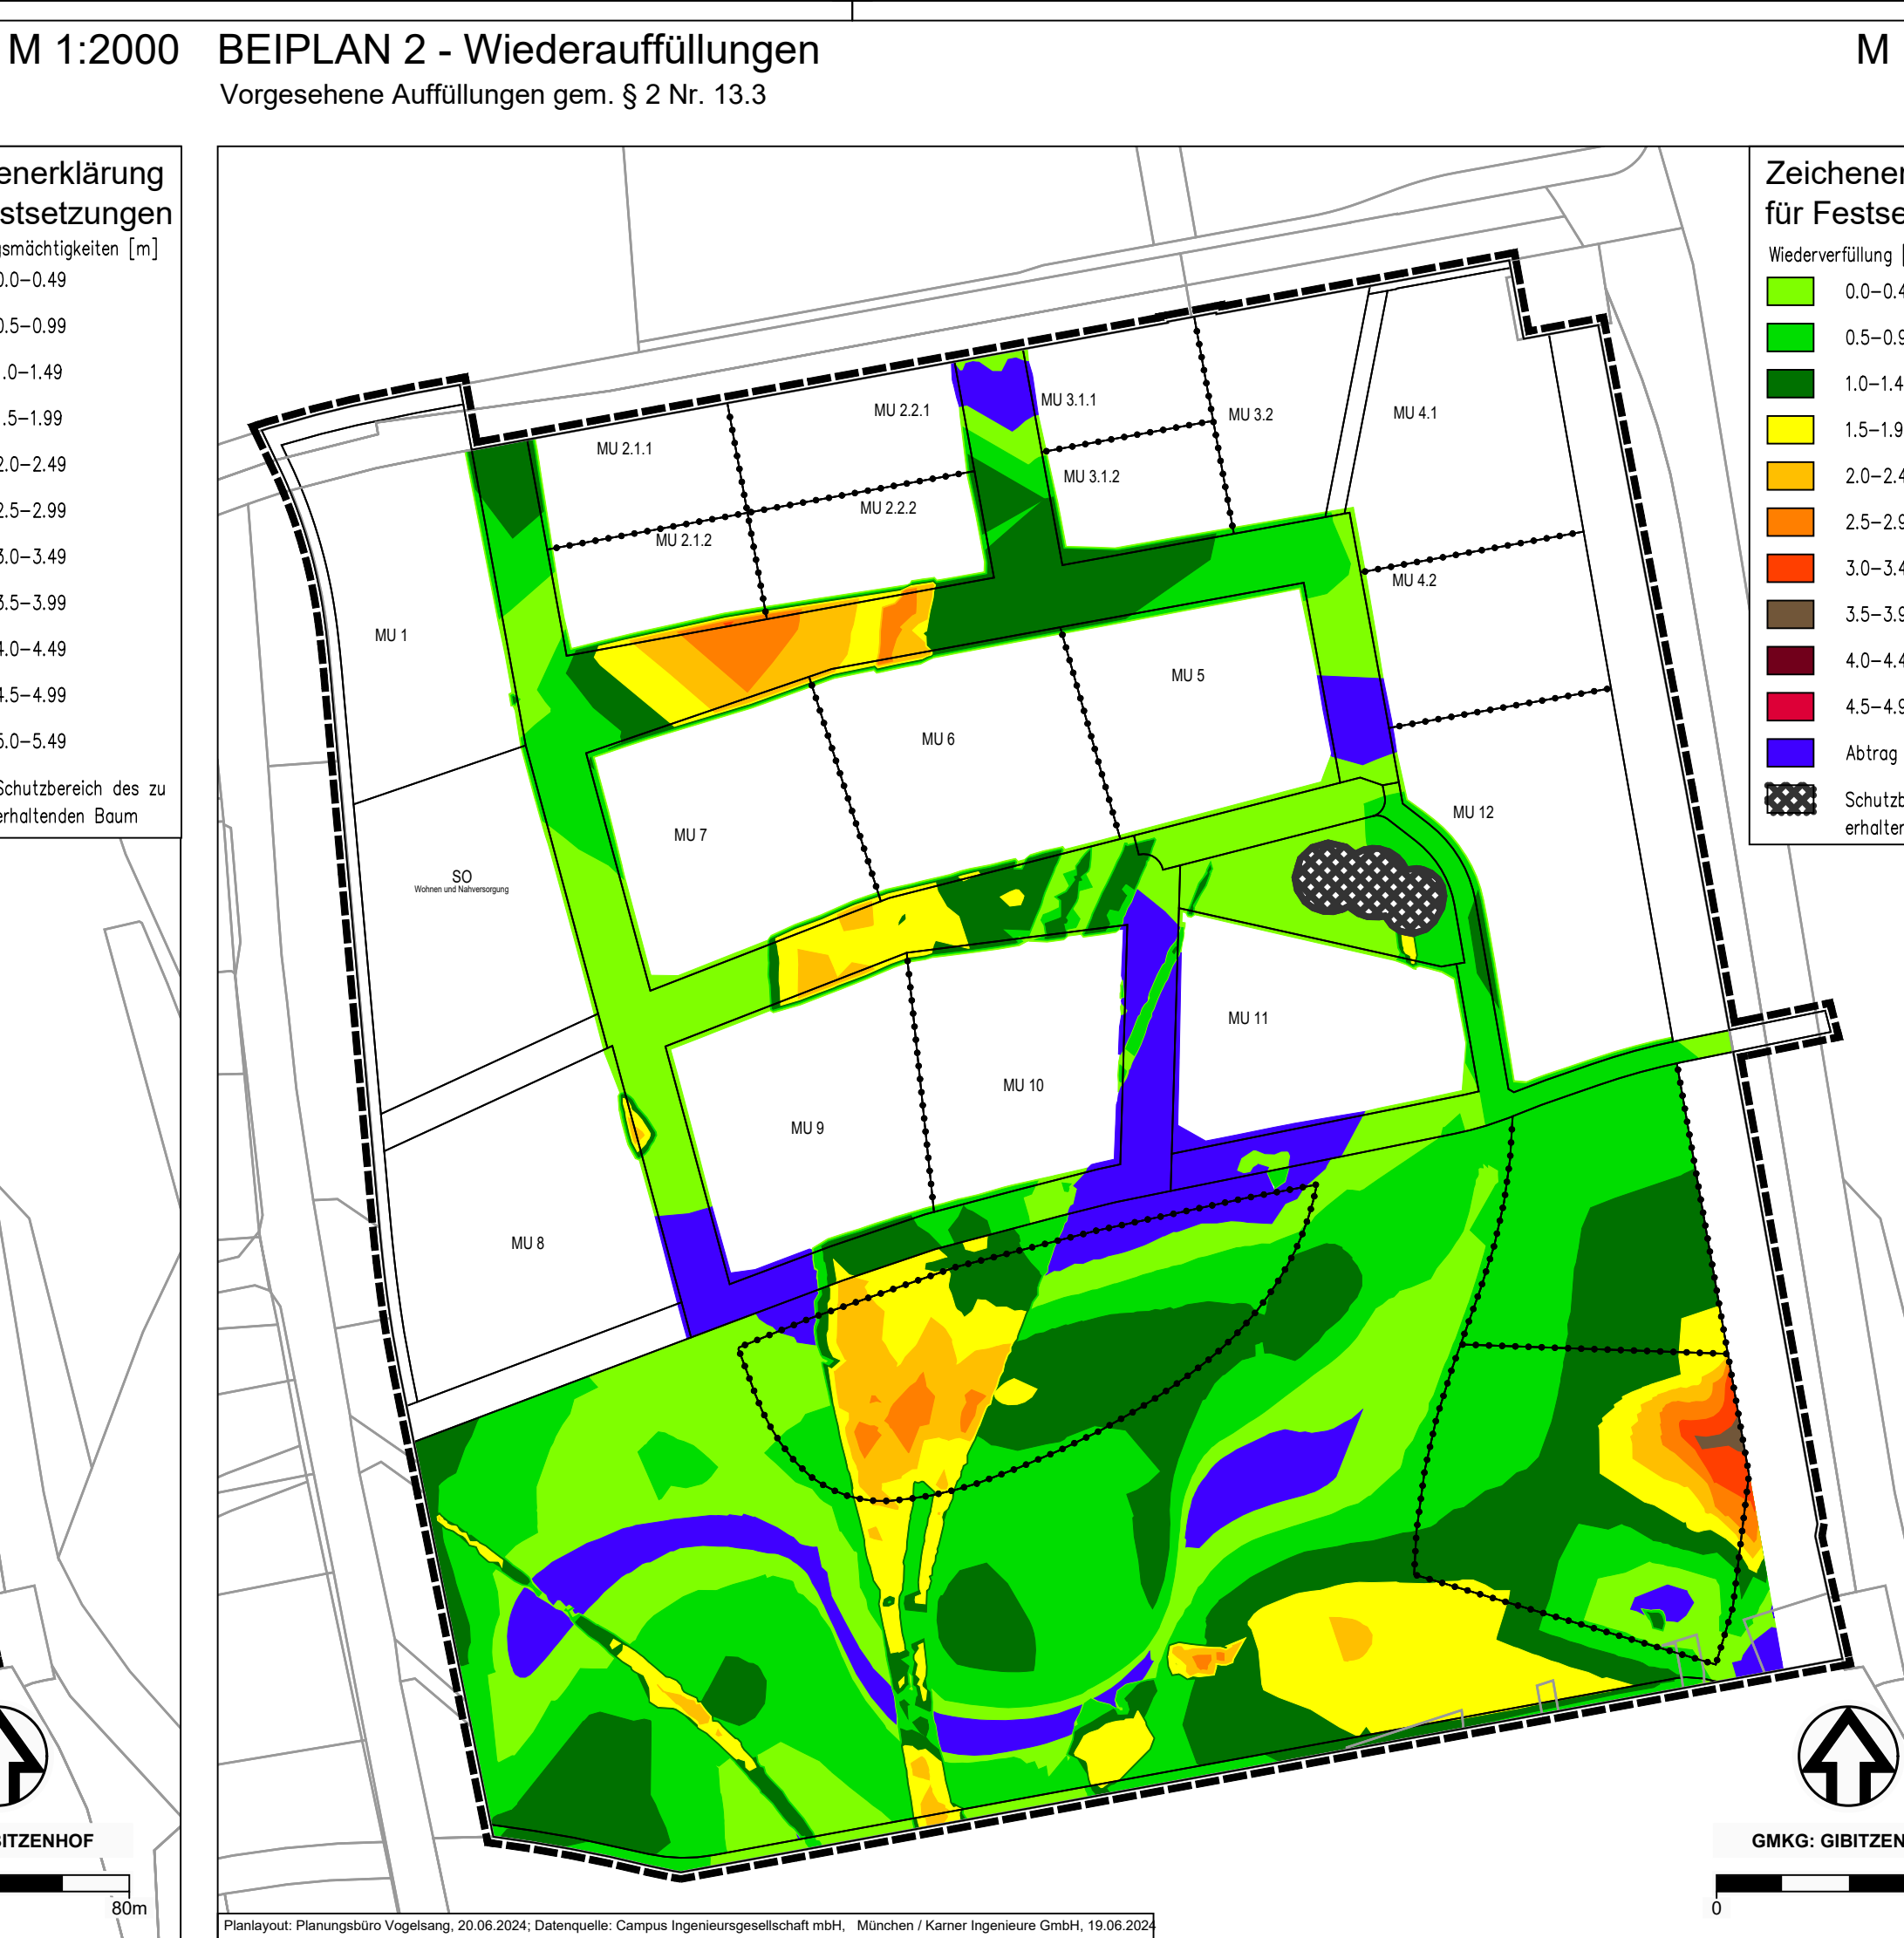 M 1:2000
BEIPLAN 2 - Wiederauffüllungen
M
Vorgesehene Auffüllungen gem. § 2 Nr. 13.3
enerklärung
stsetzungen
gsmächtigkeiten [m]
0.0-0.49
0.5-0.99
.0-1.49
.5-1.99
2.0-2.49
2.5-2.99
3.0-3.49
3.5-3.99
4.0-4.49
4.5-4.99
5.0-5.49
Schutzbereich des zu
erhaltenden Baum
BITZENHOF
80m
MU 2.2.1
MU 3.1.1
MU 3.2
MU 4.1
MU 2.1.1
MU 3.1.2
MU 2.2.2
MU 2.1.2
MU 4.2
MU 1
MU 5
MU 6
MU 12
MU 7
SO
Wohnen und Nahversorgung
MU 11
MU 10
MU 9
MU 8
Zeichener
für Festse
Wiederverfüllung [
0.0-0.4
0.5-0.9
1.0-1.4
1.5-1.9
2.0-2.4
2.5-2.9
3.0-3.4
3.5-3.9
4.0-4.4
4.5-4.9
Abtrag
Schutzb
erhalten
GMKG: GIBITZEN
0
Planlayout: Planungsbüro Vogelsang, 20.06.2024; Datenquelle: Campus Ingenieursgesellschaft mbH, München / Karner Ingenieure GmbH, 19.06.2024